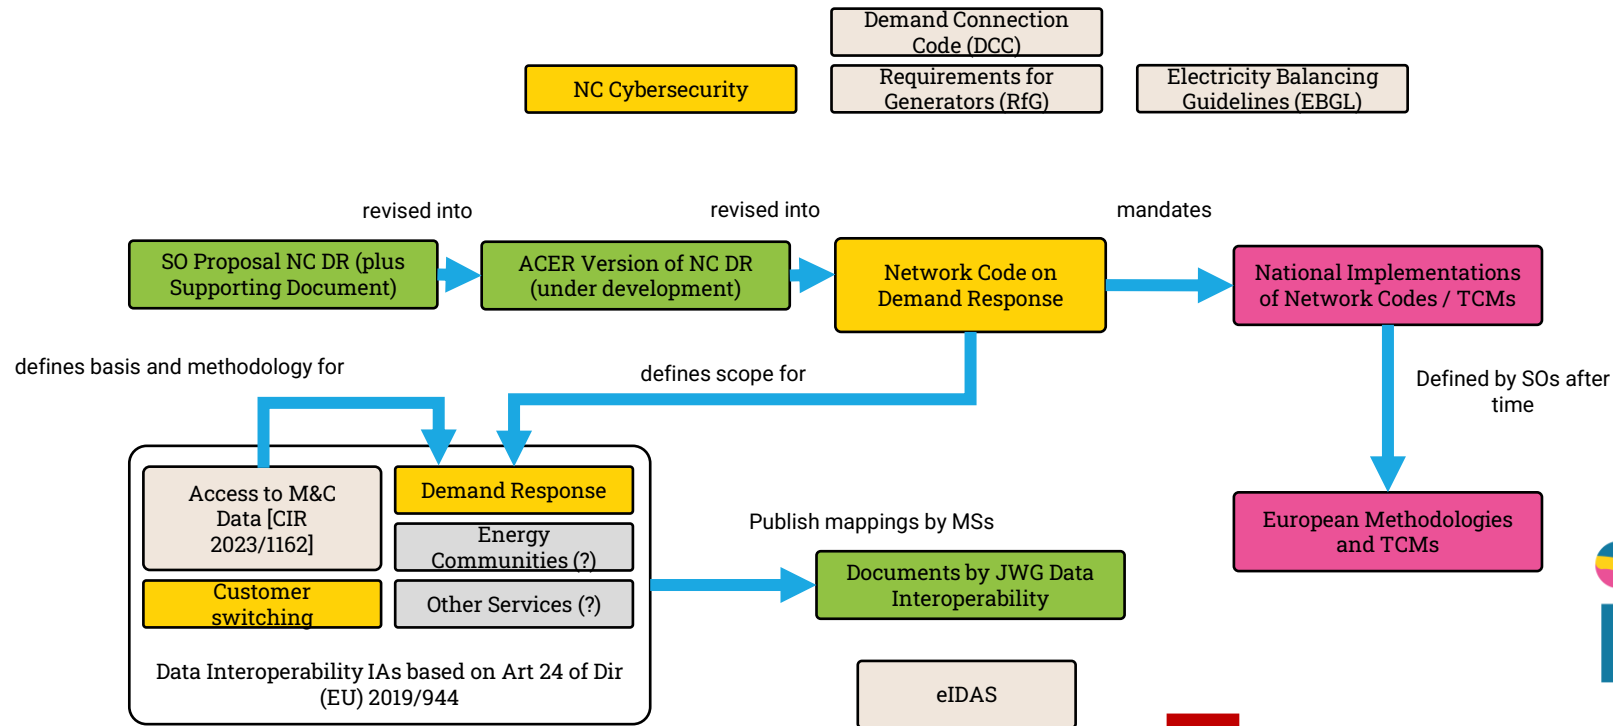 Demand Connection
Code (DCC)
NC Cybersecurity
Requirements for
Generators (RfG)
Electricity Balancing
Guidelines (EBGL)
revised into
revised into
mandates
SO Proposal NC DR (plus
Supporting Document)
ACER Version of NC DR
(under development)
Network Code on
Demand Response
National Implementations
of Network Codes / TCMs
defines basis and methodology for
defines scope for
Defined by SOs after
time
Access to M&C
Data [CIR
2023/1162]
Demand Response
Energy
Communities (?)
Customer
switching
Other Services (?)
Data Interoperability IAs based on Art 24 of Dir
(EU) 2019/944
Publish mappings by MSs
Documents by JWG Data
Interoperability
European Methodologies
and TCMs
eIDAS